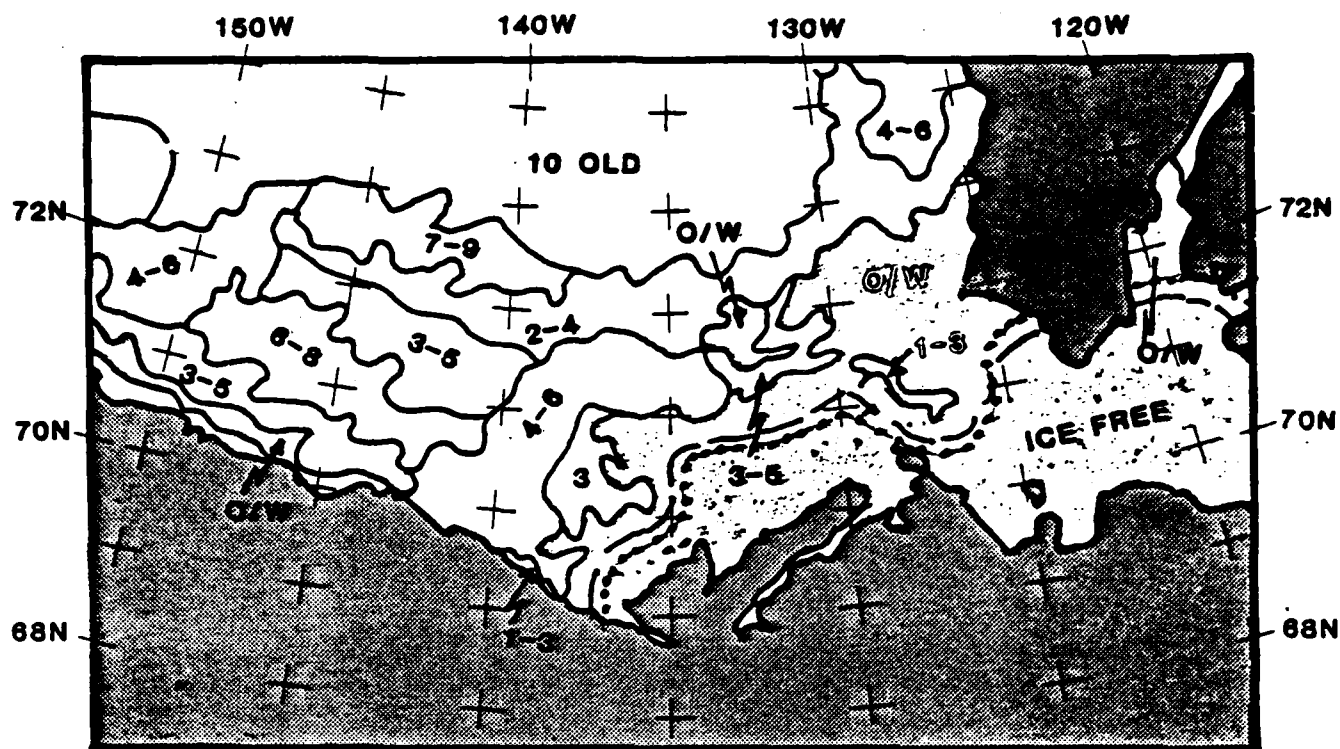 150W 140W 130W 120W
4-6
10 OLD
72N 72N
O/W
7-9
4-6 O/W
2-4
6-8 3-5 1-3
O/W
3-5
70N 70N
4-6 ICE FREE
3 3-5
O/W
68N 68N
1-3